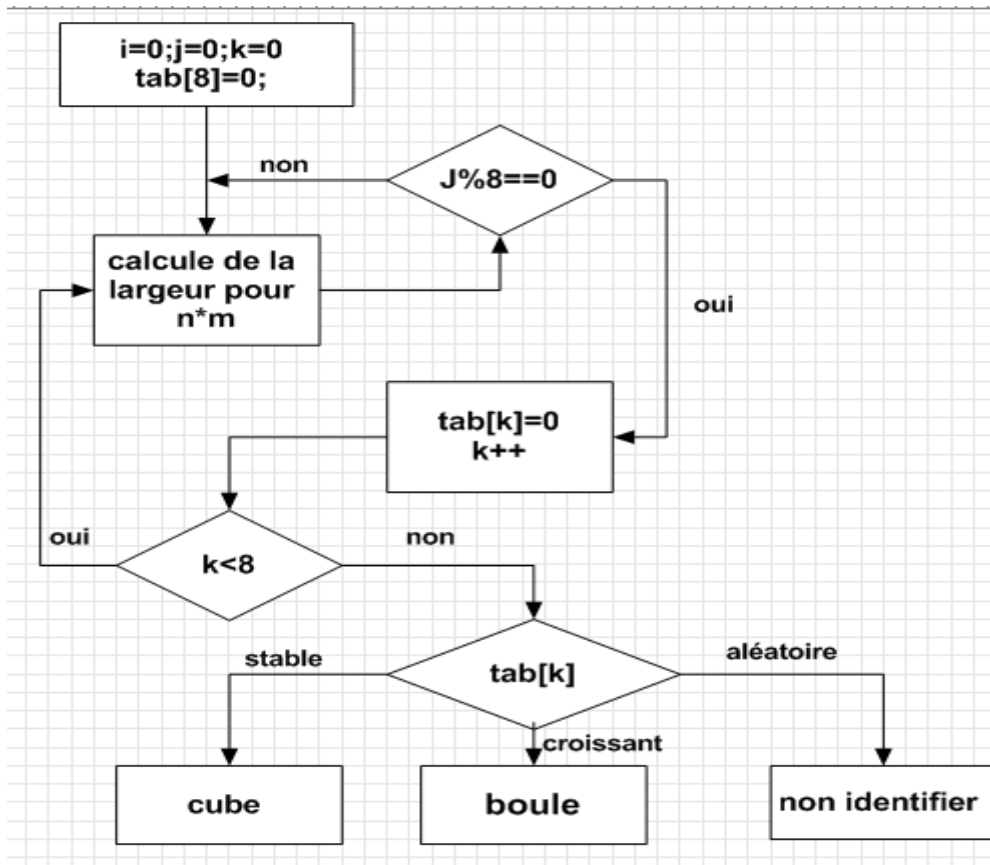 i=0;j=0;k=0
tab[8]=0;
non
J%8==0
calcule de la
largeur pour
n*m
oui
tab[k]=0
k++
oui
k<8
non
stable
tab[k]
aléatoire
croissant
cube
boule
non identifier